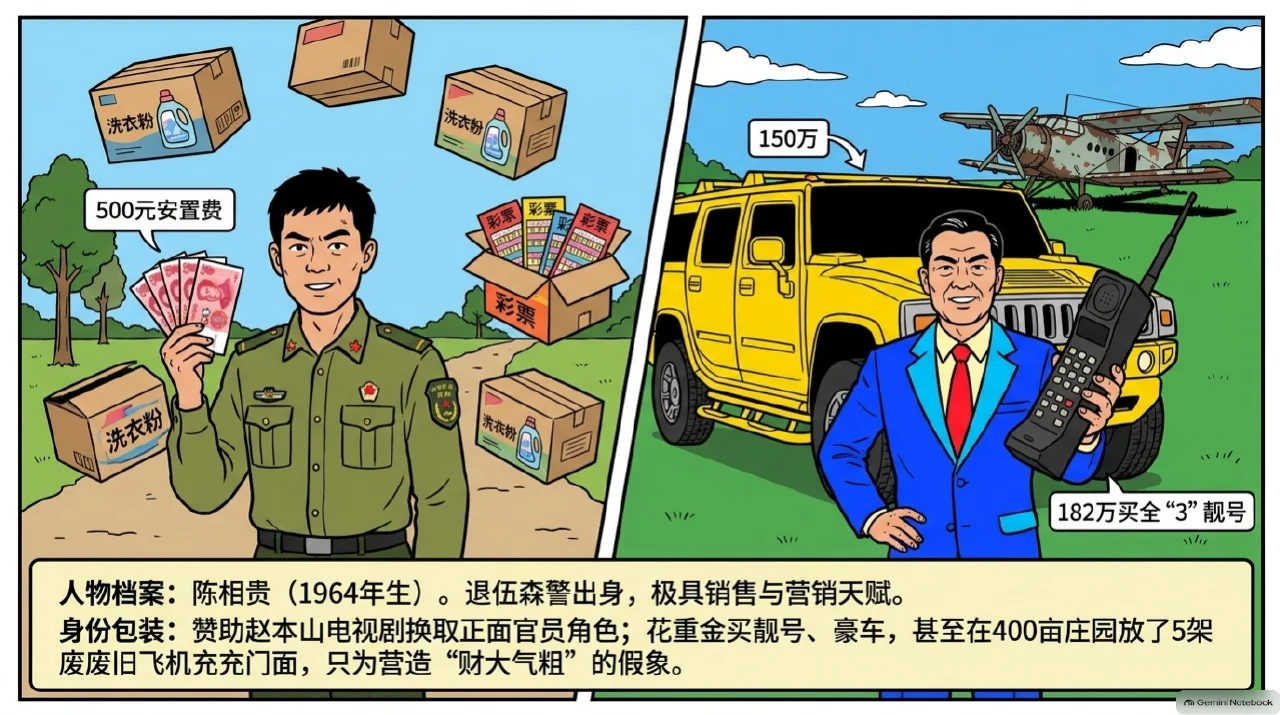 洗衣粉
洗衣粉
500元安置费
彩票
彩票
彩票
彩票
洗衣粉
洗衣粉
150万
182万买全“3”靓号
人物档案：陈相贵（1964年生）。退伍森警出身，极具销售与营销天赋。
身份包装：赞助赵本山电视剧换取正面官员角色；花重金买靓号、豪车，甚至在400亩庄园放了5架
废废旧飞机充充门面，只为营造“财大气粗”的假象。
Gemini Notebook